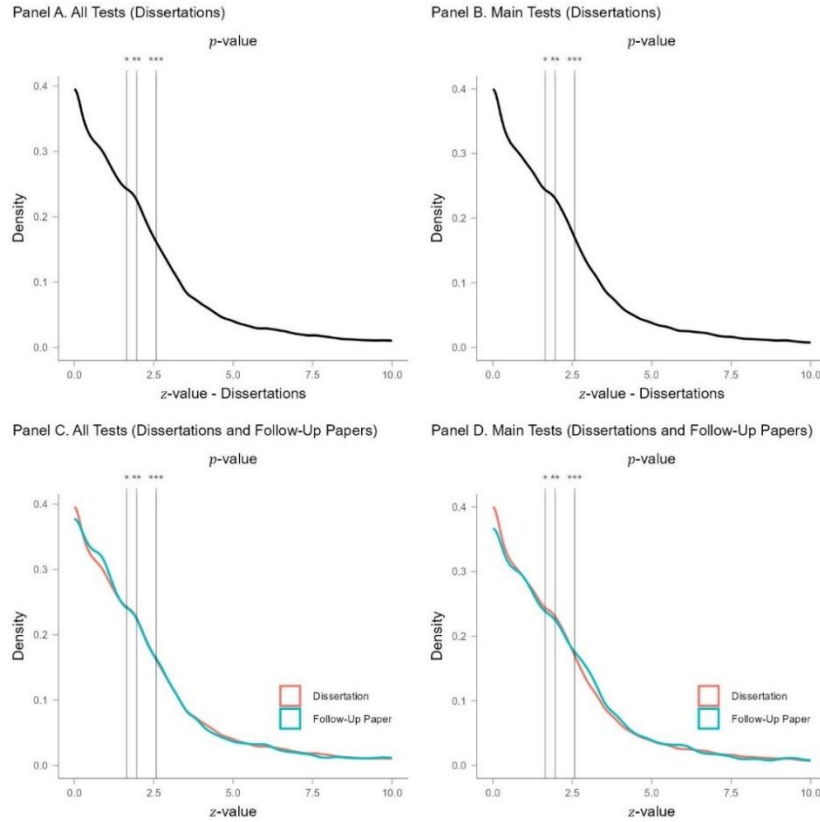 Panel A. All Tests (Dissertations)
p-value
* ** ***
0.4
0.3
0.2
0.1
0.0
Density
0.0 2.5 5.0 7.5 10.0
z-value - Dissertations
Panel B. Main Tests (Dissertations)
p-value
* ** ***
0.4
0.3
0.2
0.1
0.0
Density
0.0 2.5 5.0 7.5 10.0
z-value - Dissertations
Panel C. All Tests (Dissertations and Follow-Up Papers)
p-value
* ** ***
0.4
0.3
0.2
0.1
0.0
Density
Dissertation
Follow-Up Paper
0.0 2.5 5.0 7.5 10.0
z-value
Panel D. Main Tests (Dissertations and Follow-Up Papers)
p-value
* ** ***
0.4
0.3
0.2
0.1
0.0
Density
Dissertation
Follow-Up Paper
0.0 2.5 5.0 7.5 10.0
z-value